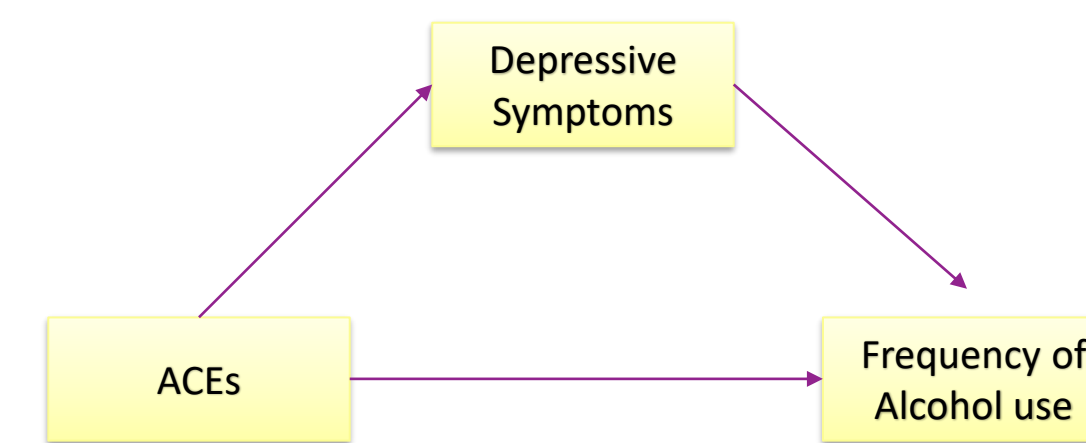 Depressive
Symptoms
ACEs
Frequency of
Alcohol use